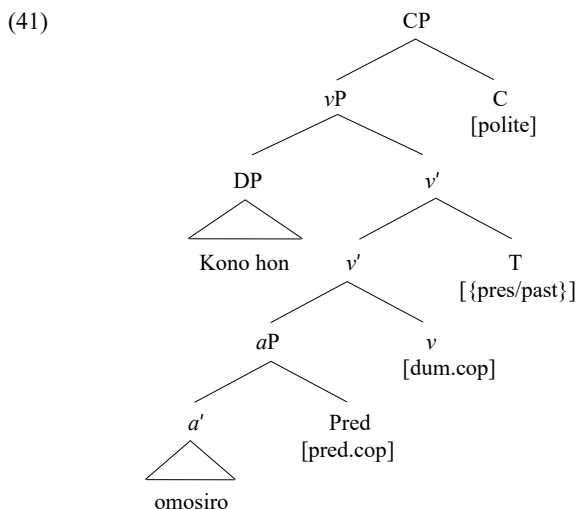 (41)
CP
vP C
[polite]
DP v'
Kono hon v' T
[{pres/past}]
aP v
[dum.cop]
a' Pred
[pred.cop]
omosiro